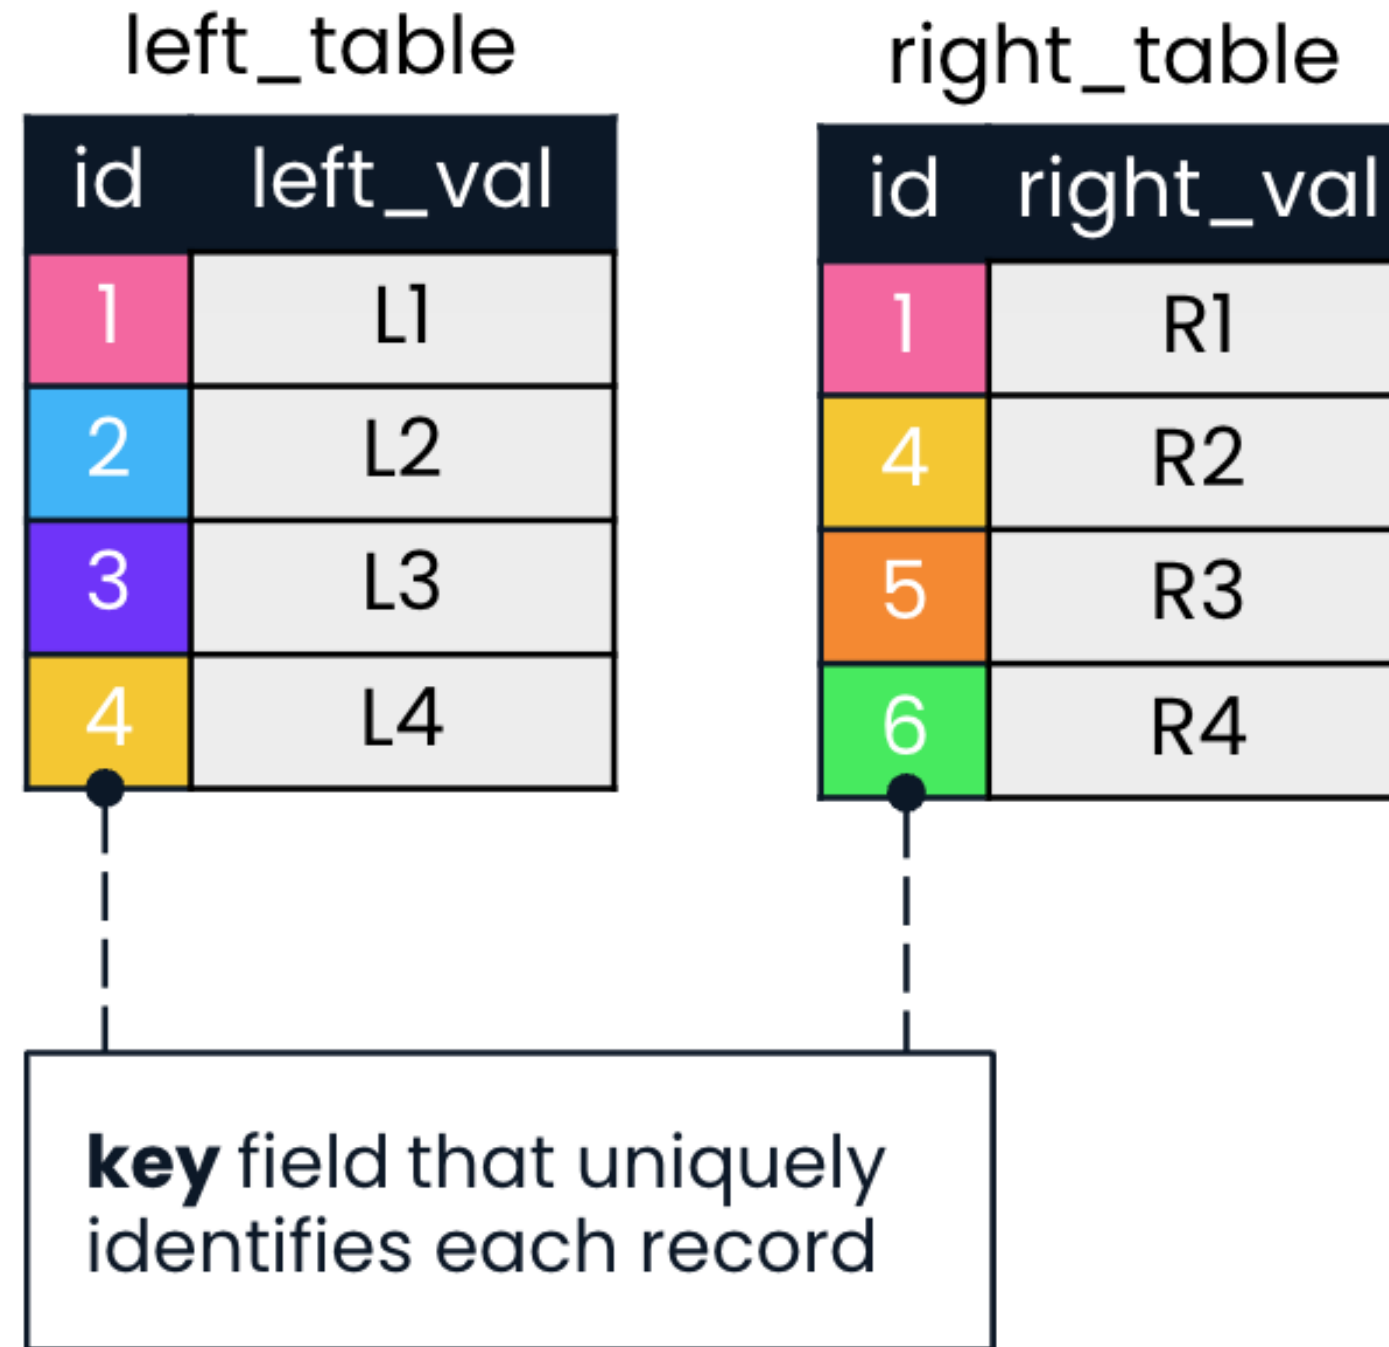 left_table
id left_val
1 L1
2 L2
3 L3
4 L4
right_table
id right_val
1 R1
4 R2
5 R3
6 R4
key field that uniquely
identifies each record